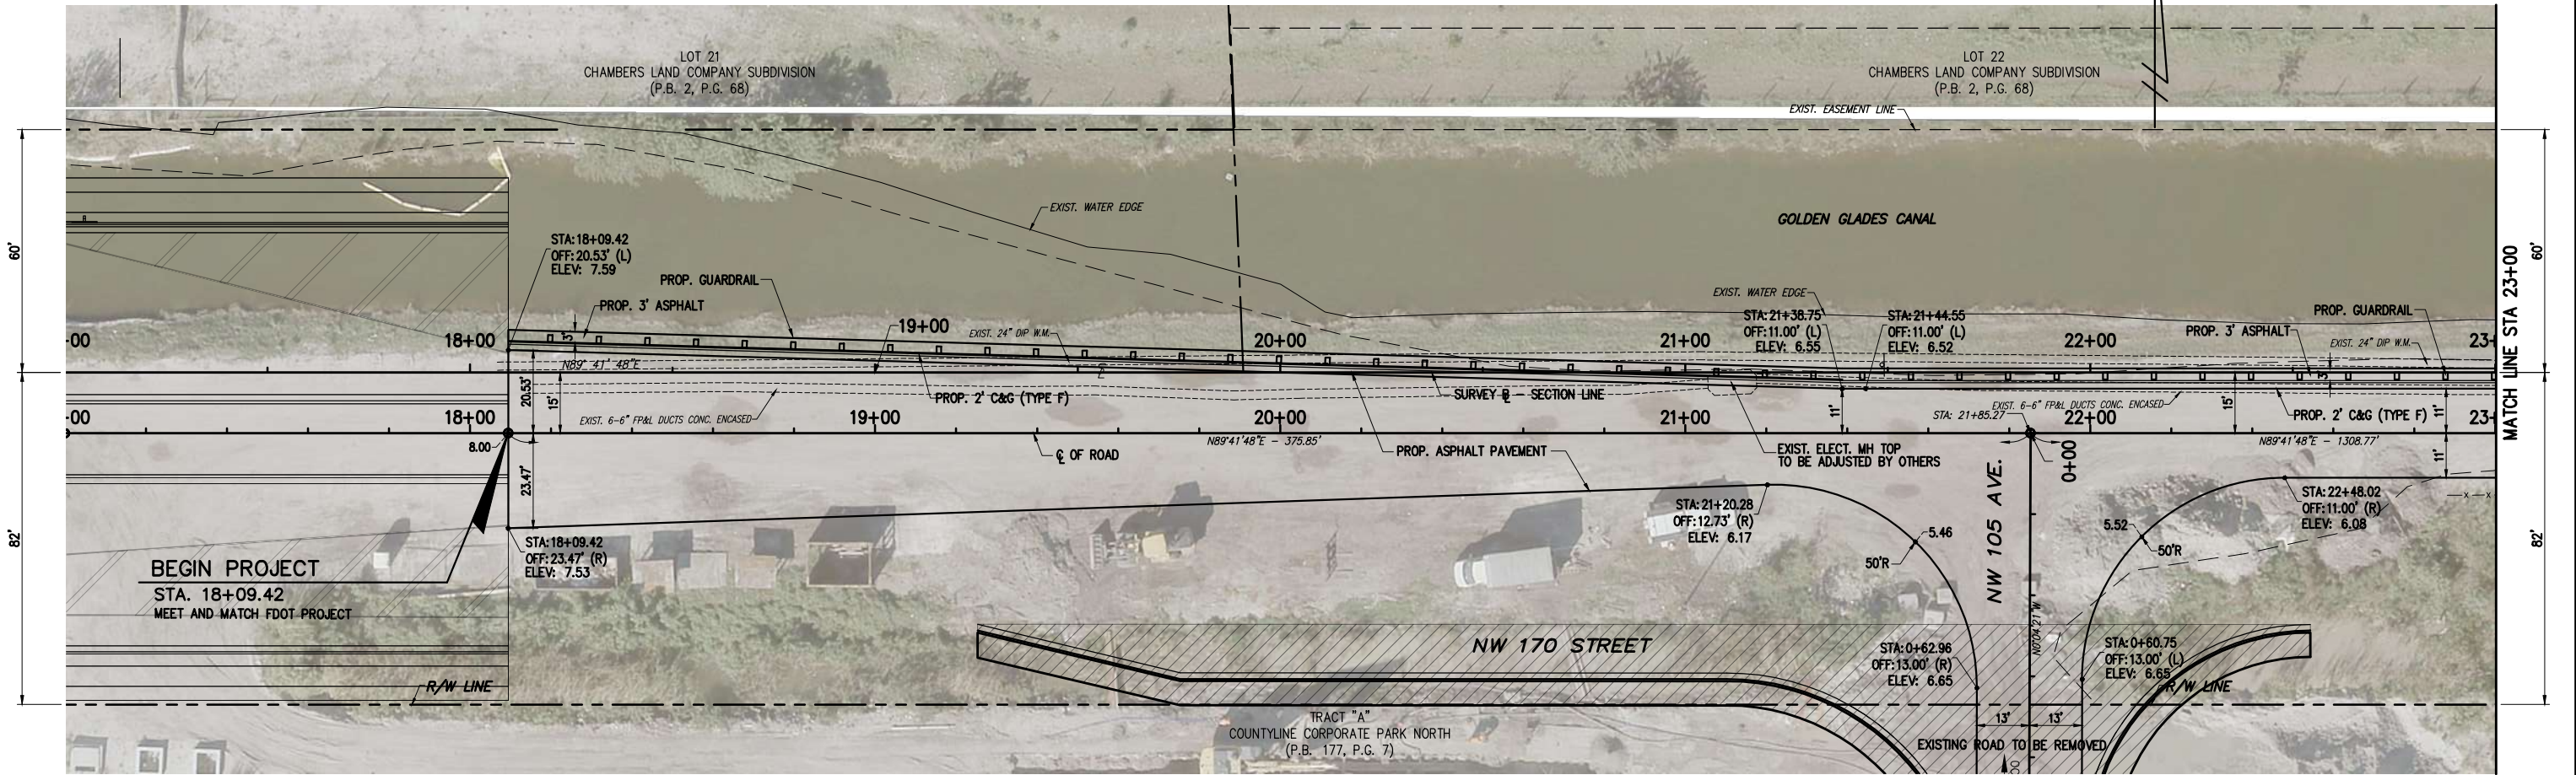 LOT 21
CHAMBERS LAND COMPANY SUBDIVISION
(P.B. 2, P.G. 68)
LOT 22
CHAMBERS LAND COMPANY SUBDIVISION
(P.B. 2, P.G. 68)
EXIST. EASEMENT LINE
EXIST. WATER EDGE
GOLDEN GLADES CANAL
60'
60'
STA: 18+09.42
OFF: 20.53' (L)
ELEV: 7.59
PROP. GUARDRAIL
PROP. 3' ASPHALT
EXIST. WATER EDGE
STA: 21+38.75
OFF: 11.00' (L)
ELEV: 6.55
STA: 21+44.55
OFF: 11.00' (L)
ELEV: 6.52
PROP. GUARDRAIL
PROP. 3' ASPHALT
MATCH LINE STA 23+00
-00
18+00
3'
19+00
EXIST. 24" DIP W.M.
20+00
21+00
22+00
EXIST. 24" DIP W.M.
23+
N89° 41' 48"E
3'
20.53'
15'
PROP. 2' C&G (TYPE F)
SURVEY B - SECTION LINE
11'
15'
11'
EXIST. 6-6" FP&L DUCTS CONC. ENCASED
EXIST. 6-6" FP&L DUCTS CONC. ENCASED
PROP. 2' C&G (TYPE F)
-00
18+00
19+00
20+00
21+00
STA: 21+85.27
22+00
23+
8.00
N89°41'48"E - 375.85'
N89°41'48"E - 1308.77'
℄ OF ROAD
PROP. ASPHALT PAVEMENT
EXIST. ELECT. MH TOP
TO BE ADJUSTED BY OTHERS
0+00
11'
23.47'
STA: 21+20.28
OFF: 12.73' (R)
ELEV: 6.17
NW 105 AVE.
STA: 22+48.02
OFF: 11.00' (R)
ELEV: 6.08
x x
5.46
50'R
5.52
50'R
82'
82'
STA: 18+09.42
OFF: 23.47' (R)
ELEV: 7.53
BEGIN PROJECT
STA. 18+09.42
MEET AND MATCH FDOT PROJECT
N0°04'21"W
NW 170 STREET
STA: 0+62.96
OFF: 13.00' (R)
ELEV: 6.65
STA: 0+60.75
OFF: 13.00' (L)
ELEV: 6.65
R/W LINE
R/W LINE
TRACT "A"
COUNTYLINE CORPORATE PARK NORTH
(P.B. 177, P.G. 7)
13'
13'
EXISTING ROAD TO BE REMOVED